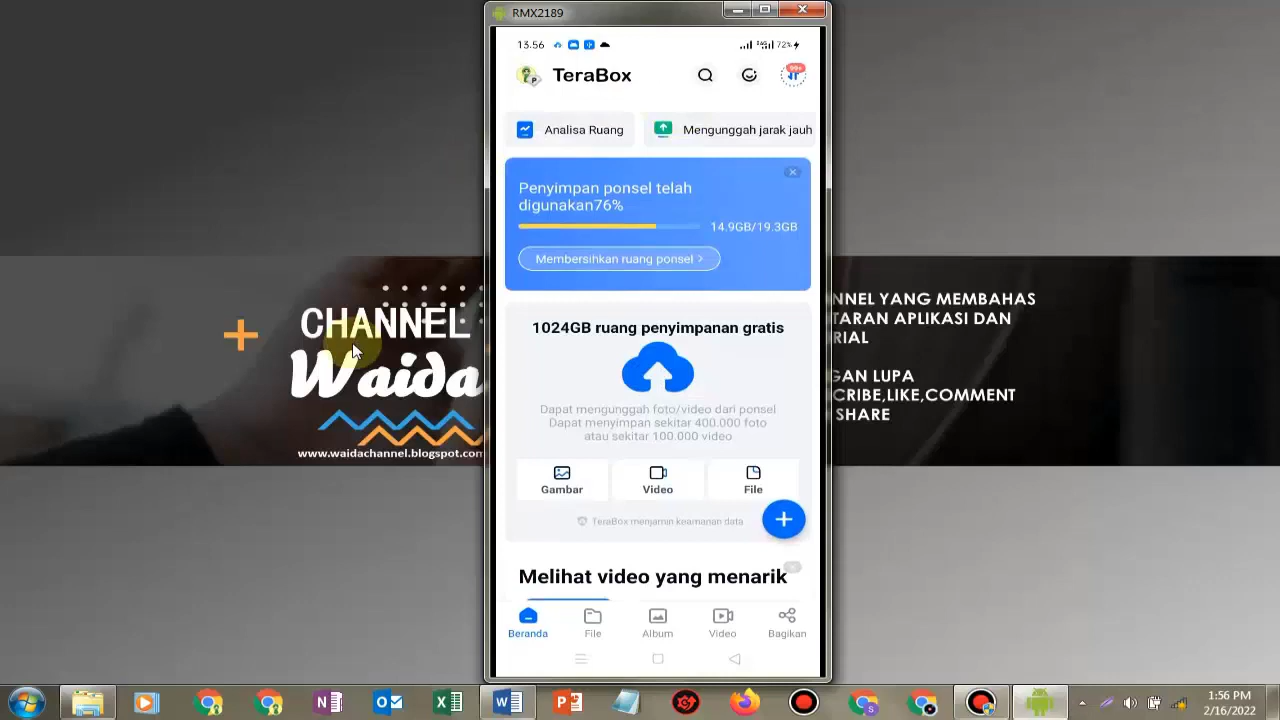 RMX2189
13.56
72%
TeraBox
99+
Analisa Ruang
Mengunggah jarak jauh
Penyimpan ponsel telah
digunakan76%
14.9GB/19.3GB
Membersihkan ruang ponsel >
1024GB ruang penyimpanan gratis
Dapat mengunggah foto/video dari ponsel
Dapat menyimpan sekitar 400.000 foto
atau sekitar 100.000 video
Gambar
Video
File
TeraBox menjamin keamanan data
Melihat video yang menarik
Beranda
File
Album
Video
Bagikan
CHANNEL
Waida
www.waidachannel.blogspot.com
NNEL YANG MEMBAHAS
TARAN APLIKASI DAN
RIAL
GAN LUPA
CRIBE,LIKE,COMMENT
SHARE
1:56 PM
2/16/2022